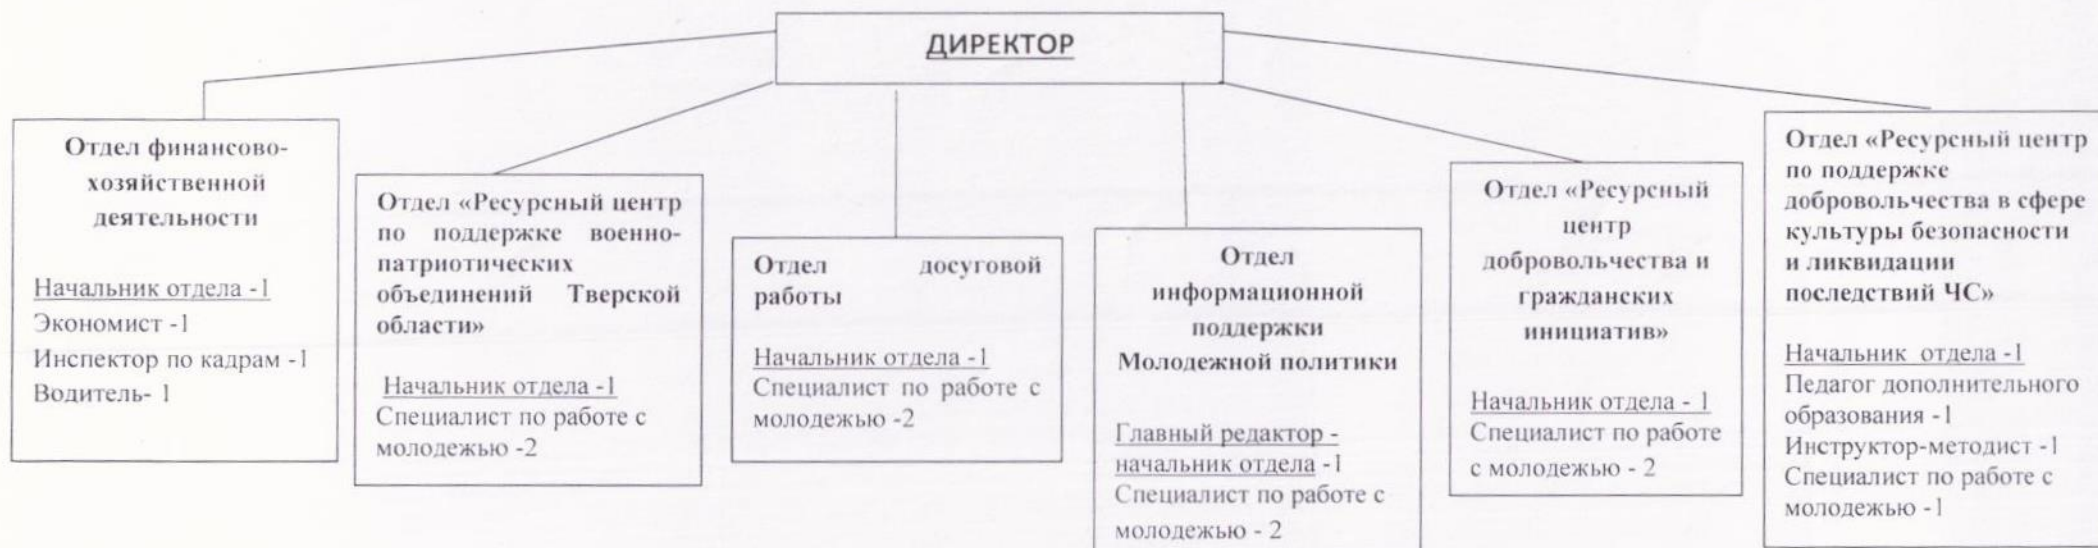 ДИРЕКТОР
Отдел финансово-
хозяйственной
деятельности
Начальник отдела -1
Экономист -1
Инспектор по кадрам -1
Водитель- 1
Отдел «Ресурсный центр
по поддержке военно-
патриотических
объединений Тверской
области»
Начальник отдела -1
Специалист по работе с
молодежью -2
Отдел досуговой
работы
Начальник отдела -1
Специалист по работе с
молодежью -2
Отдел
информационной
поддержки
Молодежной политики
Главный редактор -
начальник отдела -1
Специалист по работе с
молодежью - 2
Отдел «Ресурсный
центр
добровольчества и
гражданских
инициатив»
Начальник отдела - 1
Специалист по работе
с молодежью - 2
Отдел «Ресурсный центр
по поддержке
добровольчества в сфере
культуры безопасности
и ликвидации
последствий ЧС»
Начальник отдела -1
Педагог дополнительного
образования -1
Инструктор-методист -1
Специалист по работе с
молодежью -1